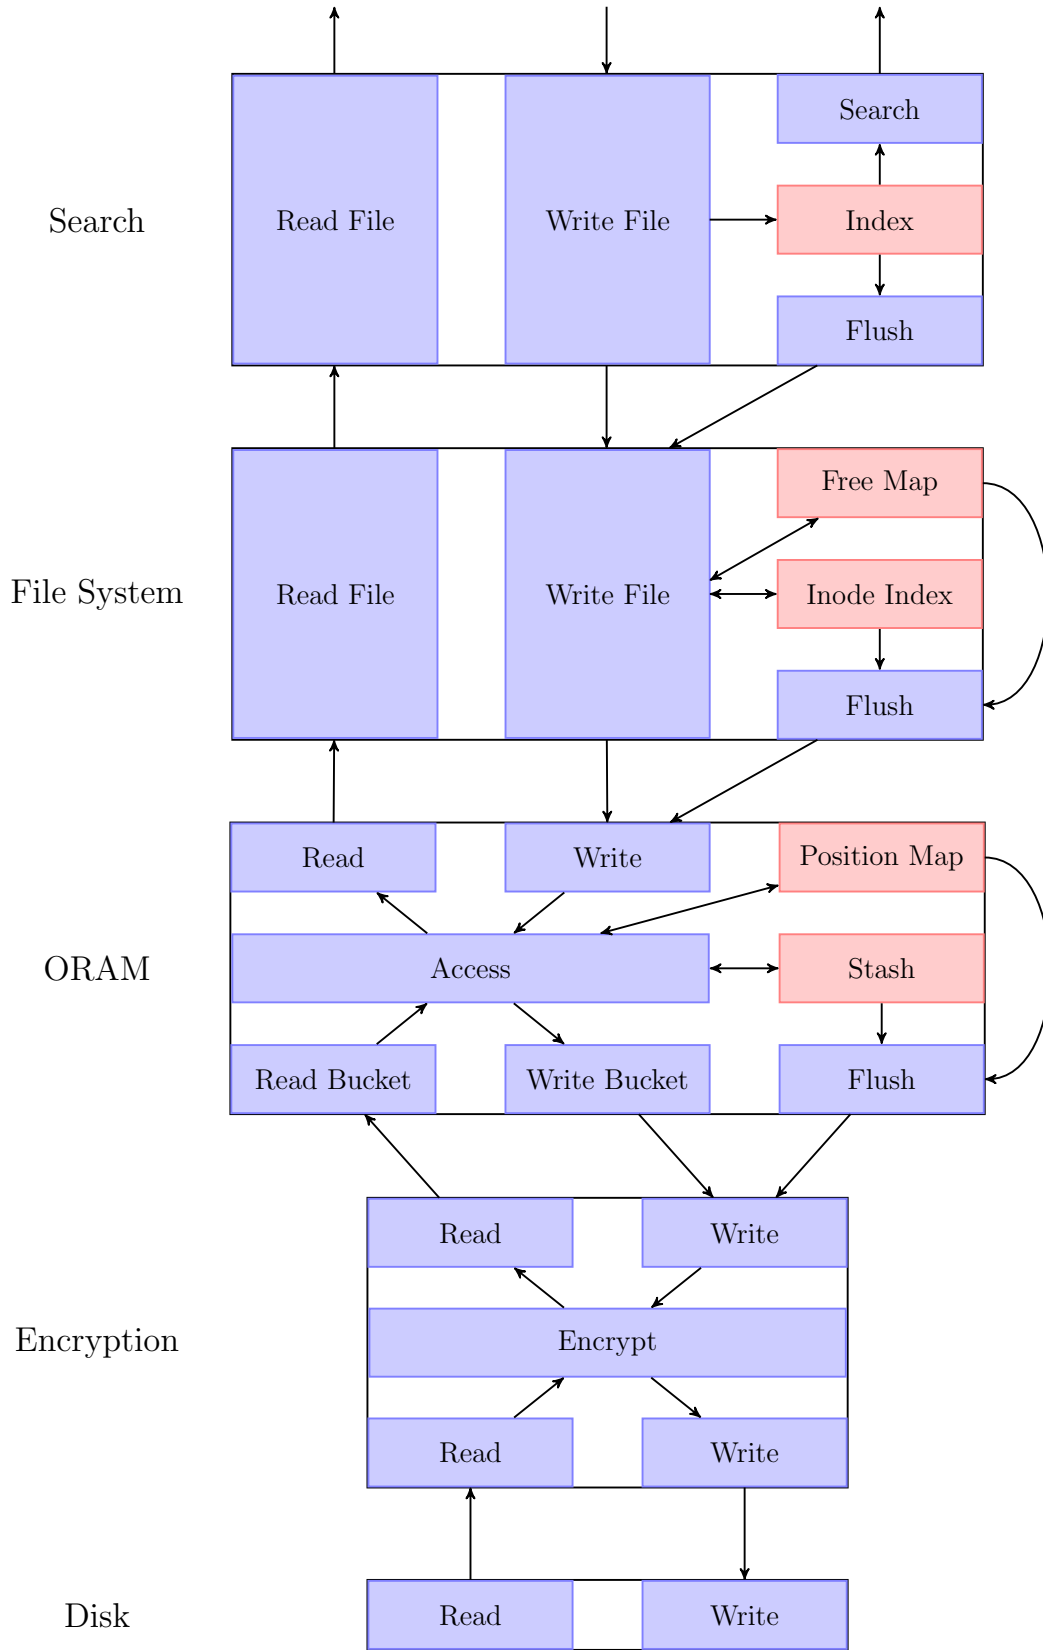 Search
Read File
Write File
Search
Index
Flush
File System
Read File
Write File
Free Map
Inode Index
Flush
ORAM
Read
Write
Position Map
Access
Stash
Read Bucket
Write Bucket
Flush
Encryption
Read
Write
Encrypt
Read
Write
Disk
Read
Write